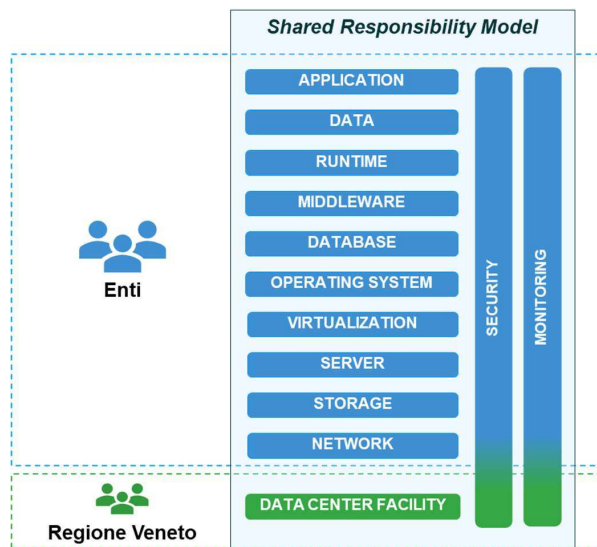 Shared Responsibility Model
APPLICATION
DATA
RUNTIME
MIDDLEWARE
DATABASE
OPERATING SYSTEM
VIRTUALIZATION
SERVER
STORAGE
NETWORK
DATA CENTER FACILITY
SECURITY
MONITORING
Enti
Regione Veneto